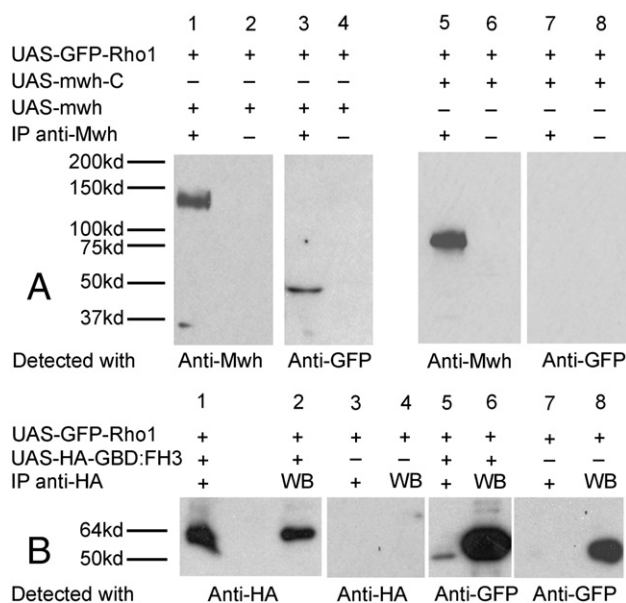 1 2 3 4 5 6 7 8
UAS-GFP-Rho1 + + + + + + + +
UAS-mwh-C – – – – + + + +
UAS-mwh + + + + – – – –
IP anti-Mwh + – + – + – + –
200kd
150kd
100kd
75kd
50kd
37kd
A
Detected with Anti-Mwh Anti-GFP Anti-Mwh Anti-GFP
1 2 3 4 5 6 7 8
UAS-GFP-Rho1 + + + + + + + +
UAS-HA-GBD:FH3 + + – – + + – –
IP anti-HA + WB + WB + WB + WB
64kd
50kd
B
Detected with Anti-HA Anti-HA Anti-GFP Anti-GFP